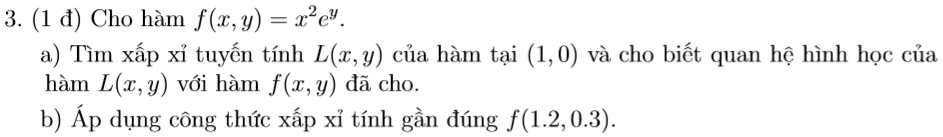 3. (1 đ) Cho hàm f(x, y) = x²eʸ.
a) Tìm xấp xỉ tuyến tính L(x, y) của hàm tại (1, 0) và cho biết quan hệ hình học của
hàm L(x, y) với hàm f(x, y) đã cho.
b) Áp dụng công thức xấp xỉ tính gần đúng f(1.2, 0.3).